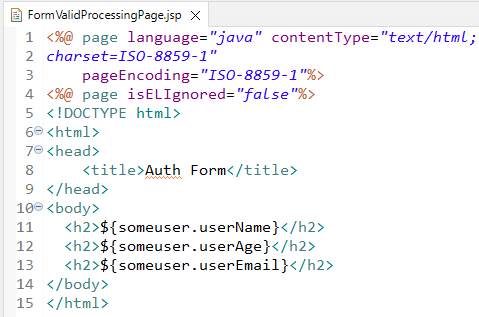 FormValidProcessingPage.jsp
1 <%@ page language="java" contentType="text/html;
2 charset=ISO-8859-1"
3     pageEncoding="ISO-8859-1"%>
4 <%@ page isELIgnored="false"%>
5 <!DOCTYPE html>
6 <html>
7 <head>
8     <title>Auth Form</title>
9 </head>
10 <body>
11   <h2>${someuser.userName}</h2>
12   <h2>${someuser.userAge}</h2>
13   <h2>${someuser.userEmail}</h2>
14 </body>
15 </html>